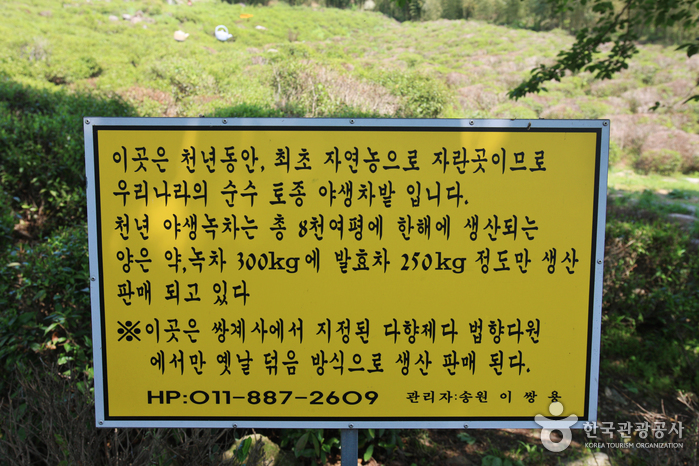 이곳은 천년동안, 최초 자연농으로 자란곳이므로
우리나라의 순수 토종 야생차밭 입니다.
천년 야생녹차는 총 8천여평에 한해에 생산되는
양은 약,녹차 300kg에 발효차 250kg 정도만 생산
판매 되고 있다
※이곳은 쌍계사에서 지정된 다향제다 법향다원
에서만 옛날 덖음 방식으로 생산 판매 된다.
HP:011-887-2609 관리자:송원 이 쌍 용
한국관광공사
KOREA TOURISM ORGANIZATION